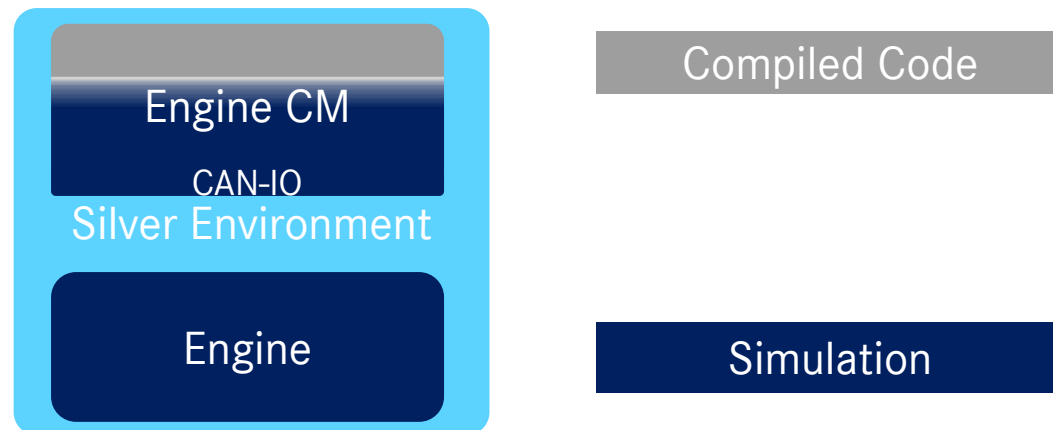 Engine CM
CAN-IO
Silver Environment
Engine
Compiled Code
Simulation